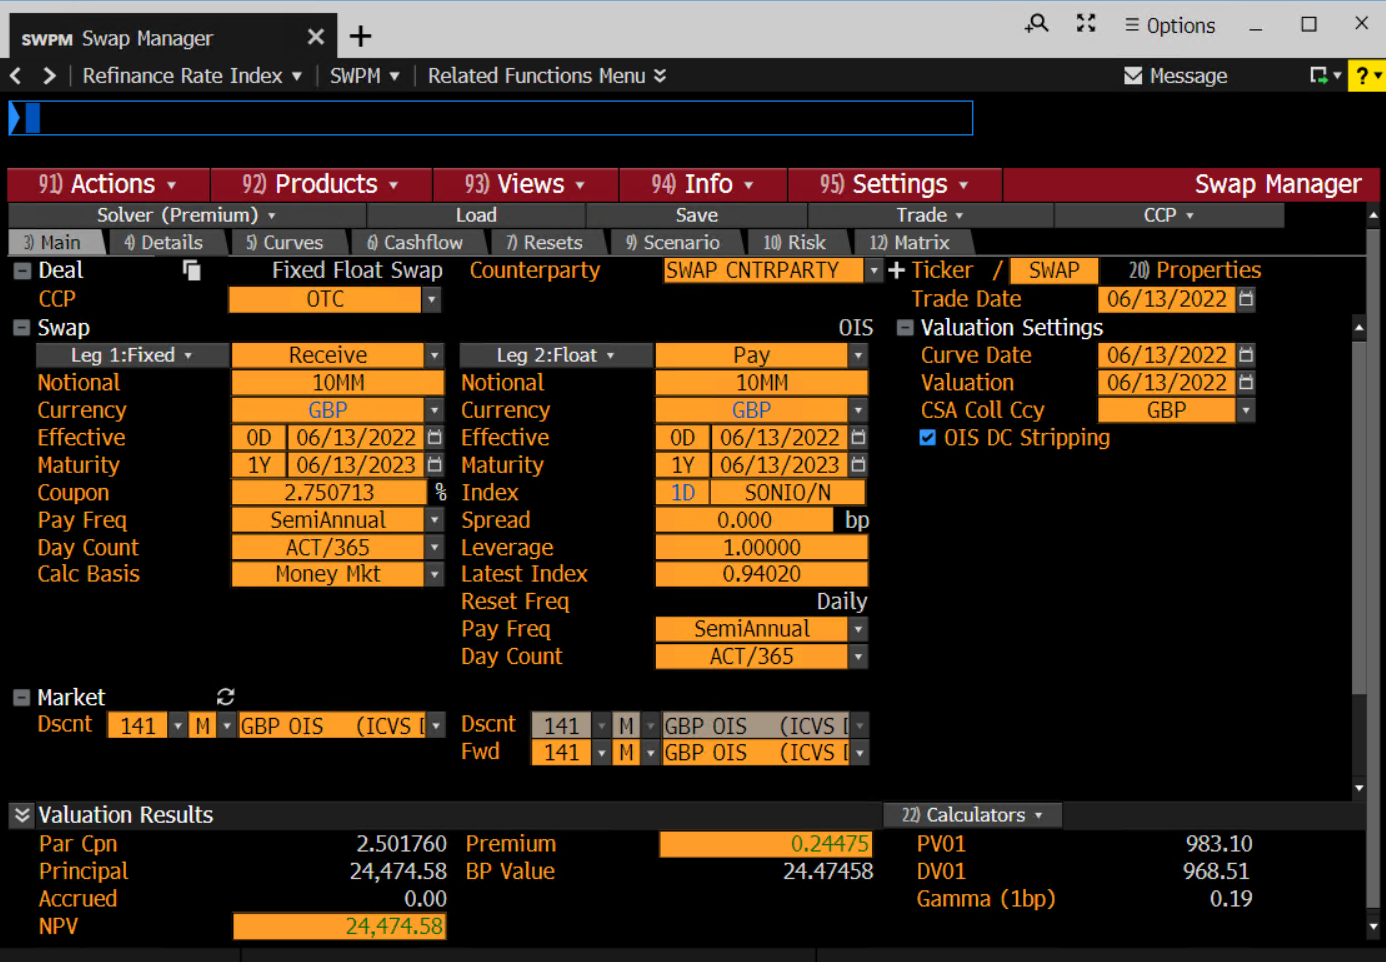 SWPM Swap Manager
Options
Refinance Rate Index SWPM Related Functions Menu Message ?
91) Actions 92) Products 93) Views 94) Info 95) Settings Swap Manager
Solver (Premium) Load Save Trade CCP
3) Main 4) Details 5) Curves 6) Cashflow 7) Resets 9) Scenario 10) Risk 12) Matrix
Deal Fixed Float Swap Counterparty SWAP CNTRPARTY Ticker / SWAP 20) Properties
CCP OTC Trade Date 06/13/2022
Swap OIS Valuation Settings
Leg 1:Fixed Receive Leg 2:Float Pay Curve Date 06/13/2022
Notional 10MM Notional 10MM Valuation 06/13/2022
Currency GBP Currency GBP CSA Coll Ccy GBP
Effective 0D 06/13/2022 Effective 0D 06/13/2022 OIS DC Stripping
Maturity 1Y 06/13/2023 Maturity 1Y 06/13/2023
Coupon 2.750713 % Index 1D SONIO/N
Pay Freq SemiAnnual Spread 0.000 bp
Day Count ACT/365 Leverage 1.00000
Calc Basis Money Mkt Latest Index 0.94020
Reset Freq Daily
Pay Freq SemiAnnual
Day Count ACT/365
Market
Dscnt 141 M GBP OIS (ICVS Dscnt 141 M GBP OIS (ICVS
Fwd 141 M GBP OIS (ICVS
Valuation Results 22) Calculators
Par Cpn 2.501760 Premium 0.24475 PV01 983.10
Principal 24,474.58 BP Value 24.47458 DV01 968.51
Accrued 0.00 Gamma (1bp) 0.19
NPV 24,474.58